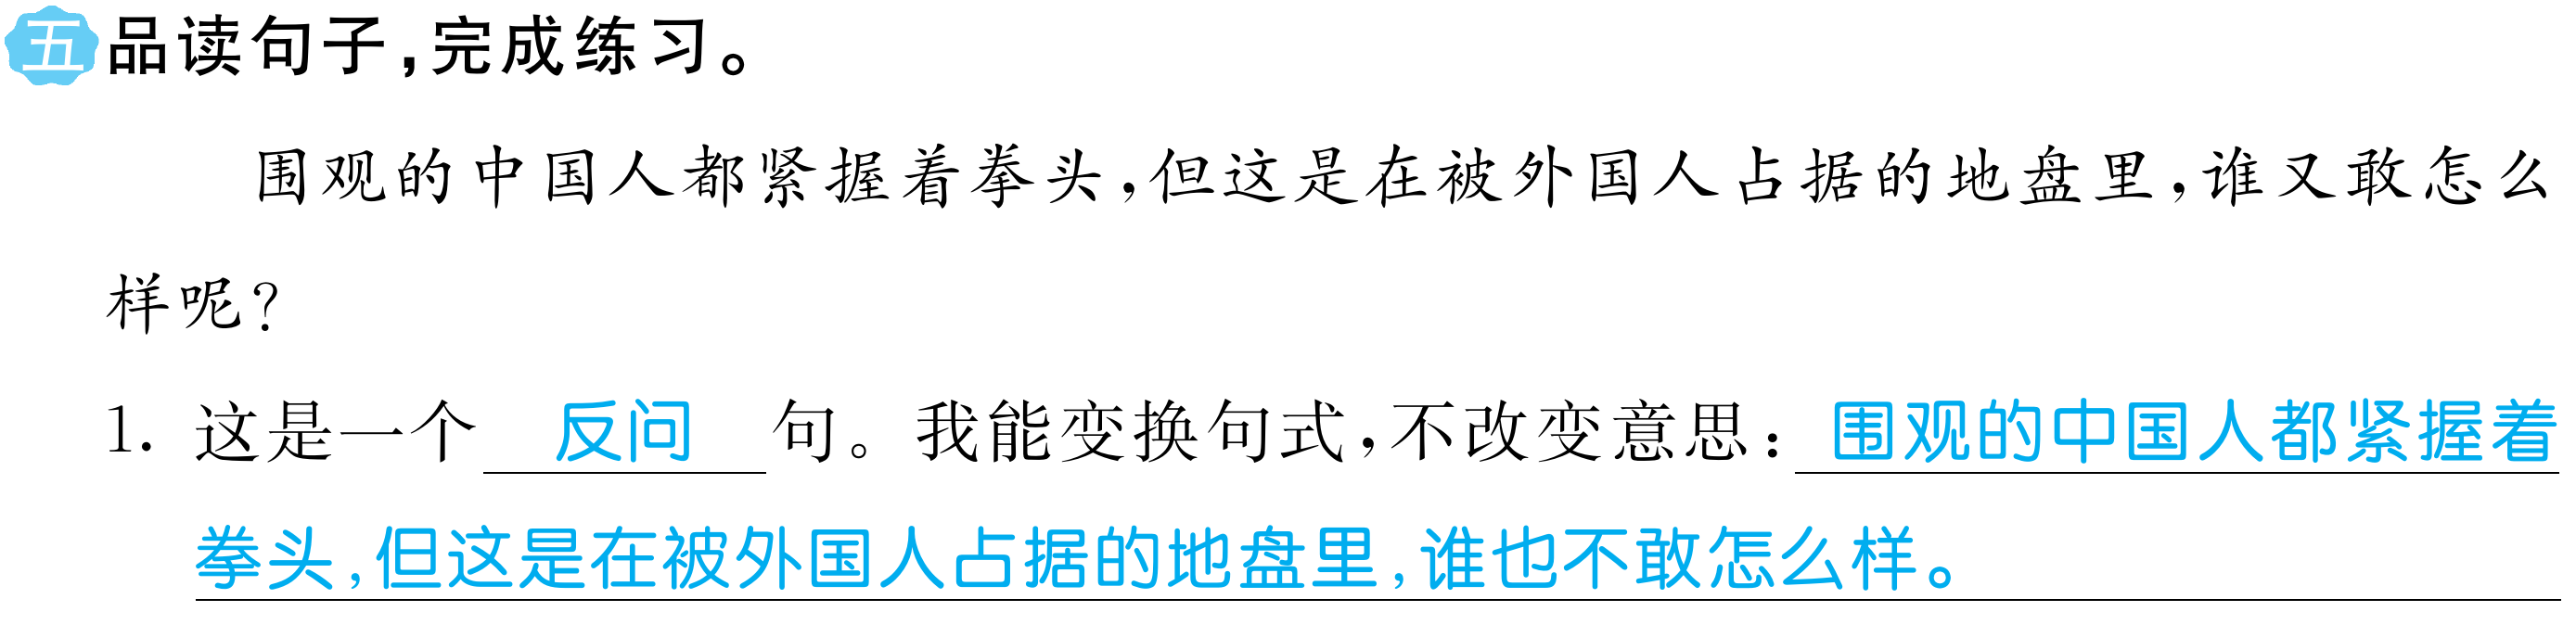 五 品读句子,完成练习。
围观的中国人都紧握着拳头,但这是在被外国人占据的地盘里,谁又敢怎么
样呢?
1. 这是一个 反问 句。我能变换句式,不改变意思: 围观的中国人都紧握着
拳头,但这是在被外国人占据的地盘里,谁也不敢怎么样。